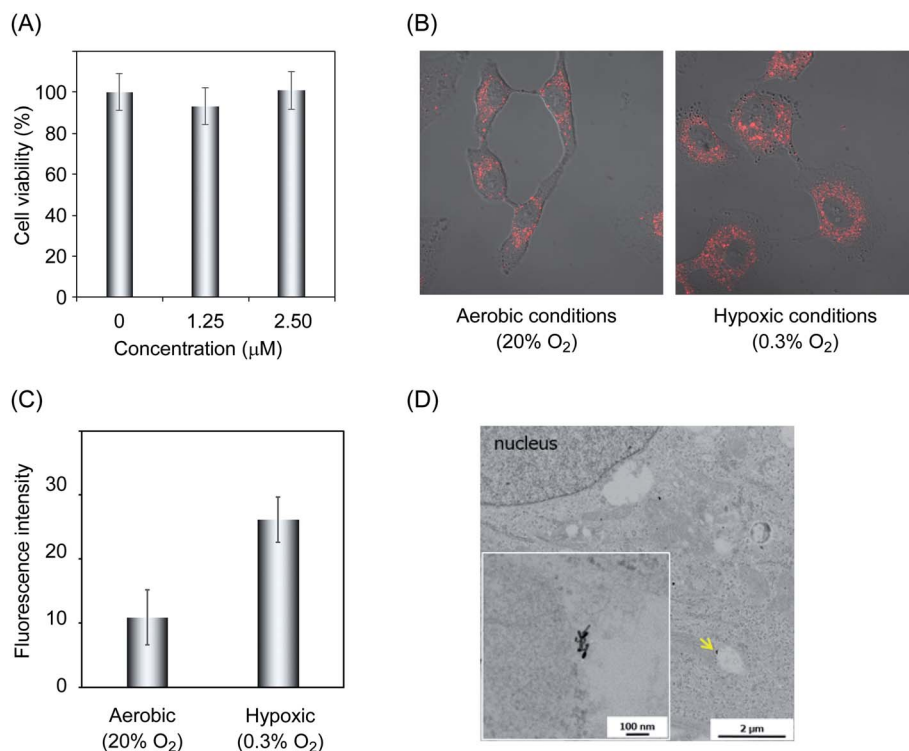 (A)
Cell viability (%)
100
80
60
40
20
0
0 1.25 2.50
Concentration (μM)
(B)
Aerobic conditions
(20% O₂)
Hypoxic conditions
(0.3% O₂)
(C)
Fluorescence intensity
30
20
10
0
Aerobic
(20% O₂)
Hypoxic
(0.3% O₂)
(D)
nucleus
100 nm
2 μm